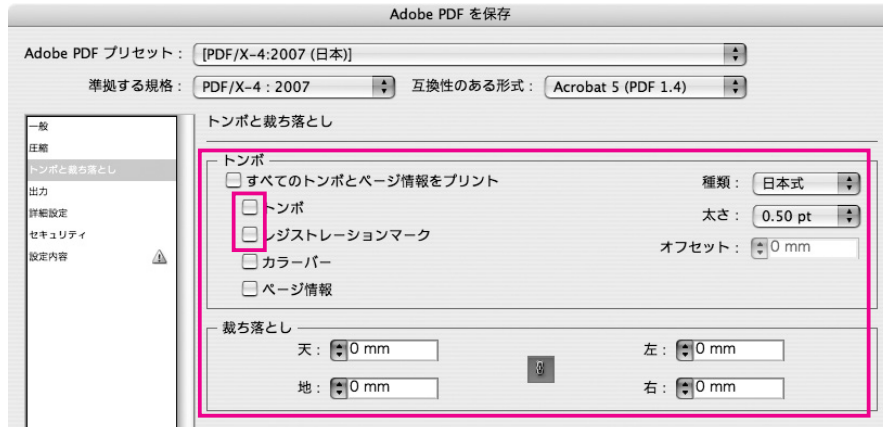 Adobe PDF を保存
Adobe PDF プリセット： [PDF/X-4:2007 (日本)]
準拠する規格： PDF/X-4 : 2007 互換性のある形式： Acrobat 5 (PDF 1.4)
一般
圧縮
トンボと裁ち落とし
出力
詳細設定
セキュリティ
設定内容
トンボと裁ち落とし
トンボ
すべてのトンボとページ情報をプリント
トンボ
レジストレーションマーク
カラーバー
ページ情報
種類： 日本式
太さ： 0.50 pt
オフセット： 0 mm
裁ち落とし
天： 0 mm 左： 0 mm
地： 0 mm 右： 0 mm